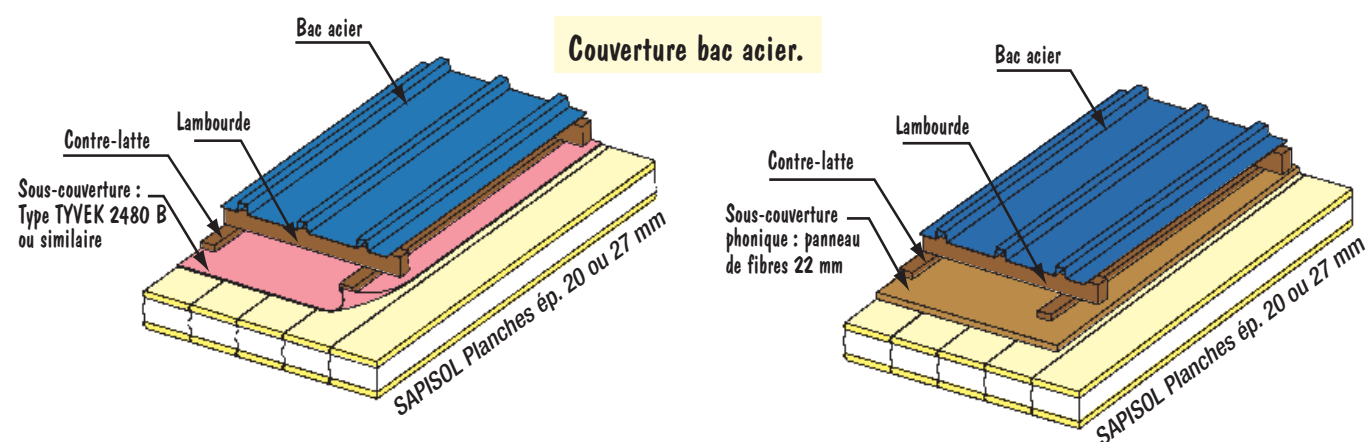 Couverture bac acier.
Bac acier
Lambourde
Contre-latte
Sous-couverture :
Type TYVEK 2480 B
ou similaire
SAPISOL Planches ép. 20 ou 27 mm
Bac acier
Lambourde
Contre-latte
Sous-couverture
phonique : panneau
de fibres 22 mm
SAPISOL Planches ép. 20 ou 27 mm